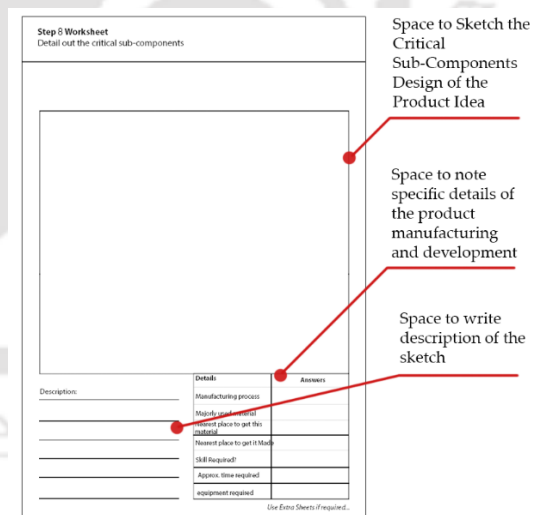 Step 8 Worksheet
Detail out the critical sub-components
Space to Sketch the
Critical
Sub-Components
Design of the
Product Idea
Space to note
specific details of
the product
manufacturing
and development
Space to write
description of the
sketch
Description:
Details Answers
Manufacturing process
Majorly used material
Nearest place to get this
material
Nearest place to get it Made
Skill Required?
Approx. time required
equipment required
Use Extra Sheets if required...